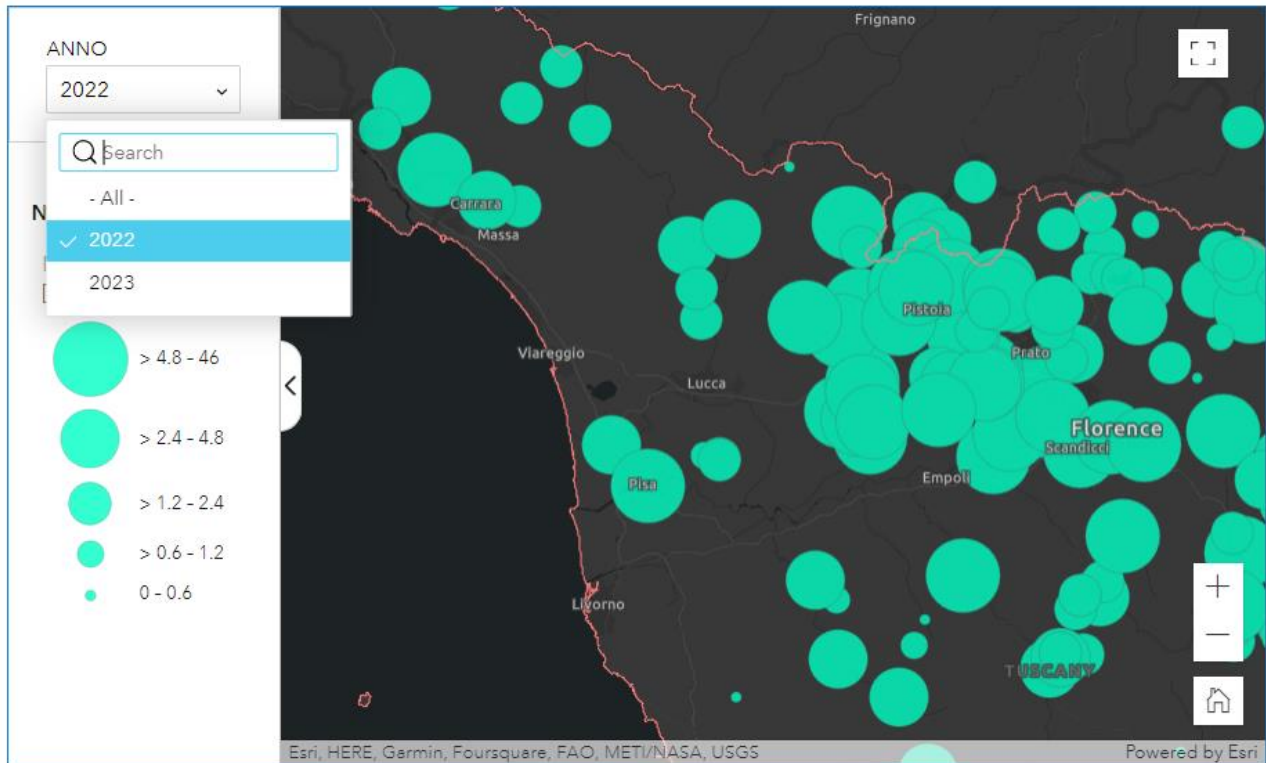 ANNO
2022
Search
- All -
2022
2023
N
> 4.8 - 46
> 2.4 - 4.8
> 1.2 - 2.4
> 0.6 - 1.2
0 - 0.6
Frignano
Carrara
Massa
Pistoia
Prato
Viareggio
Lucca
Florence
Scandicci
Pisa
Empoli
Livorno
TUSCANY
Esri, HERE, Garmin, Foursquare, FAO, METI/NASA, USGS
Powered by Esri